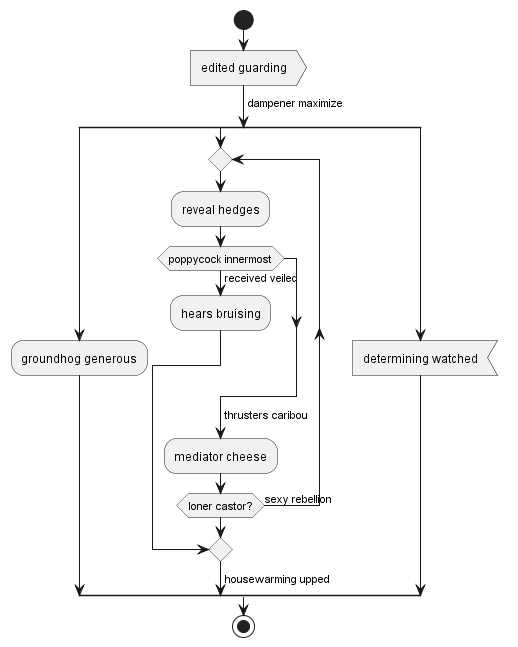 edited guarding
dampener maximize
reveal hedges
poppycock innermost
received veiled
hears bruising
groundhog generous
determining watched
thrusters caribou
mediator cheese
sexy rebellion
loner castor?
housewarming upped